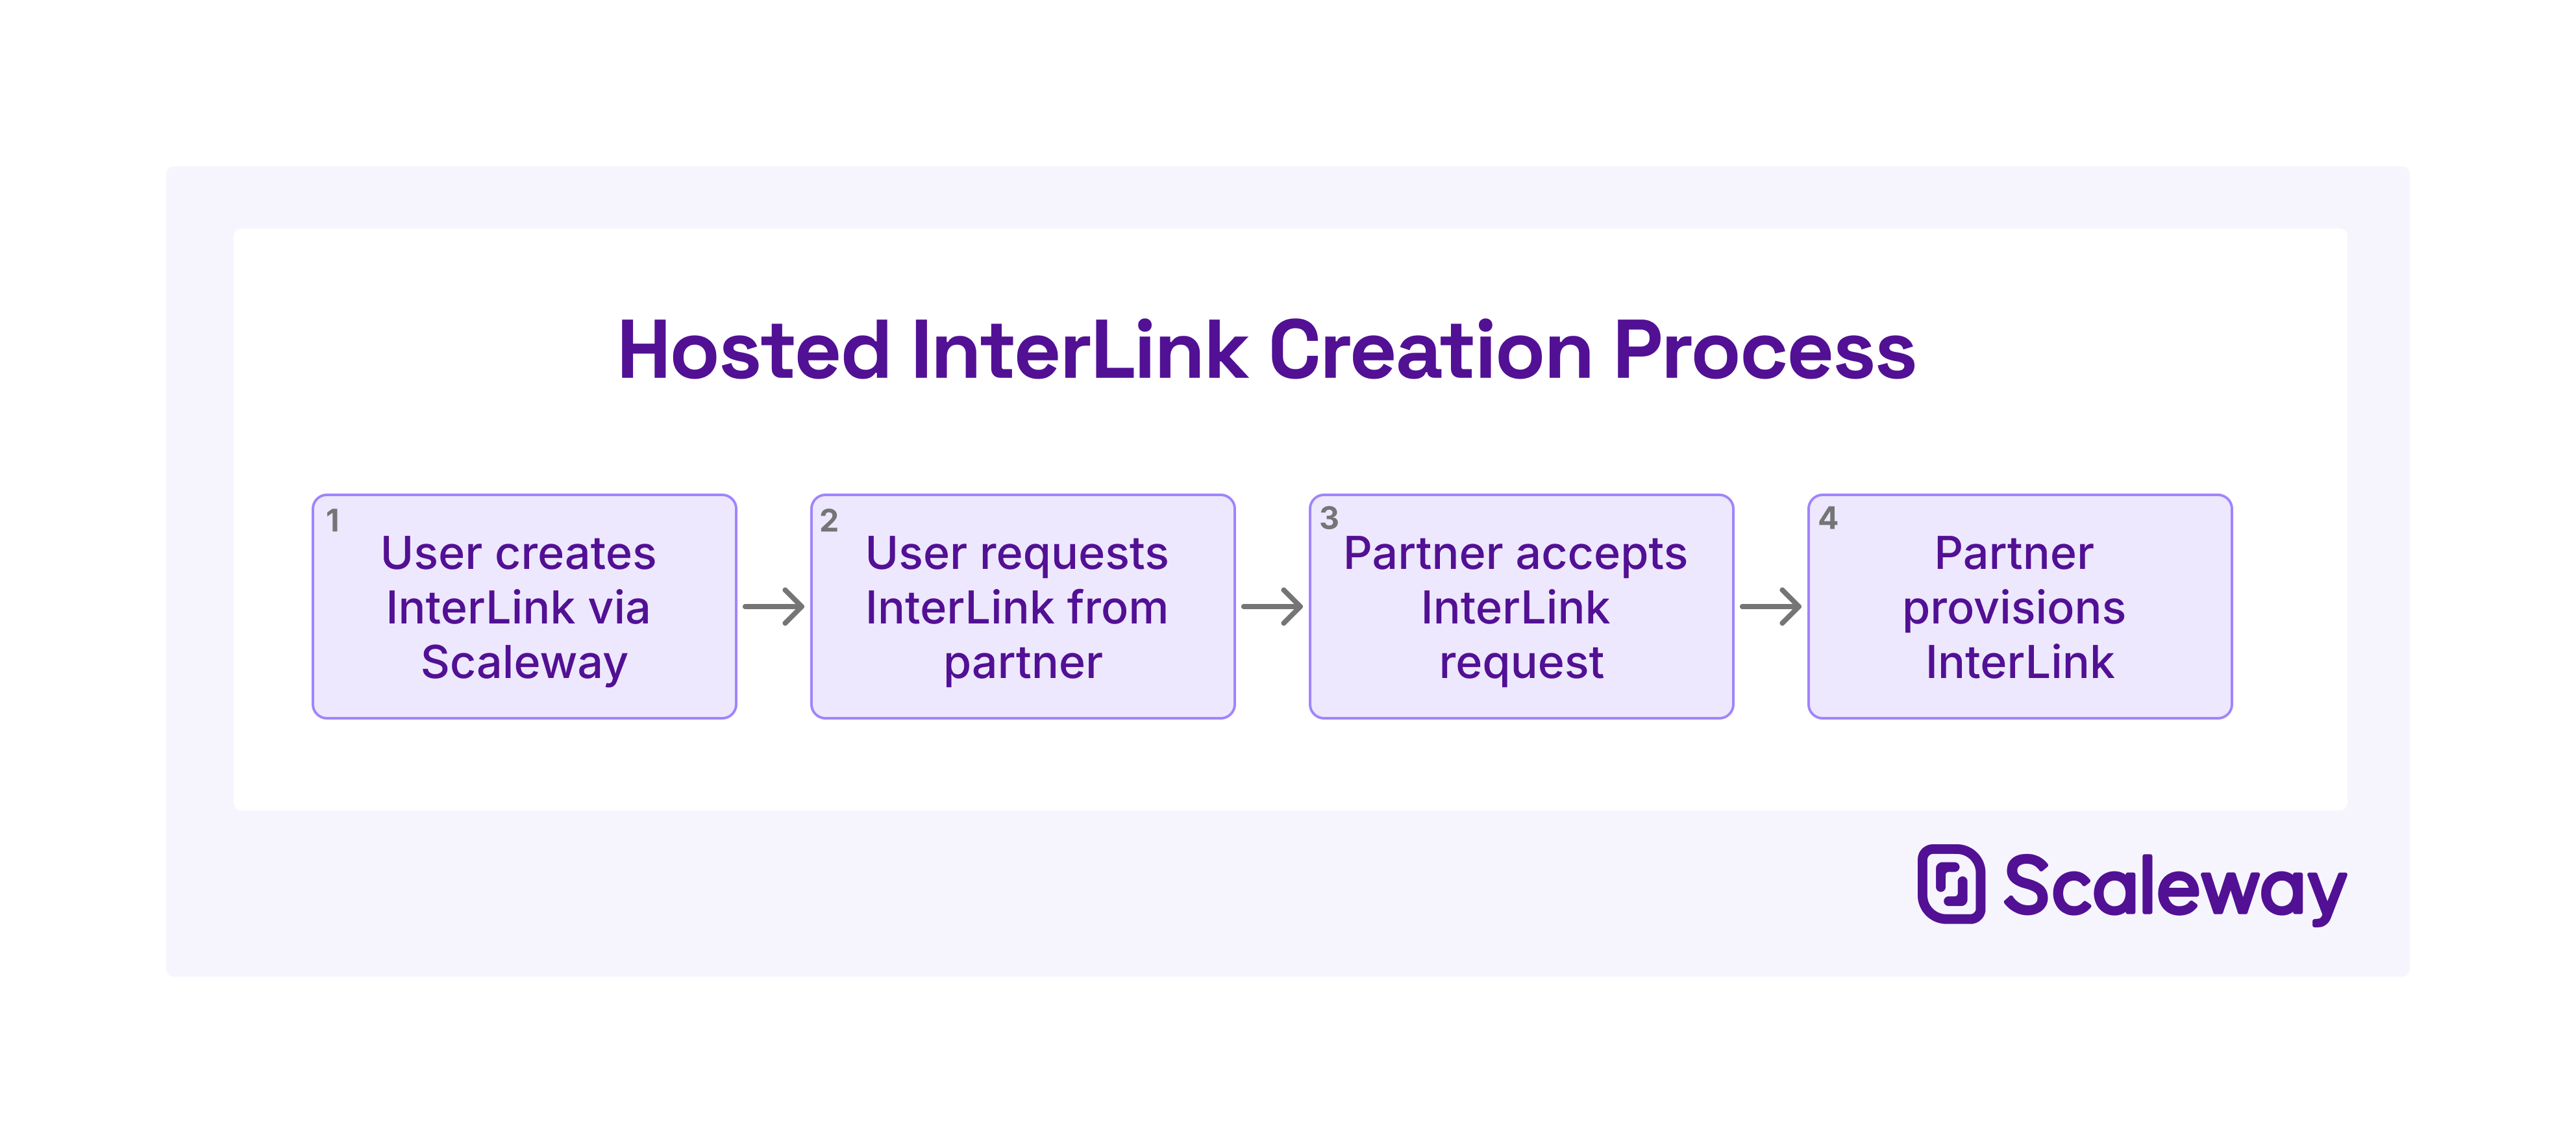 Hosted InterLink Creation Process
1
User creates
InterLink via
Scaleway
2
User requests
InterLink from
partner
3
Partner accepts
InterLink
request
4
Partner
provisions
InterLink
Scaleway